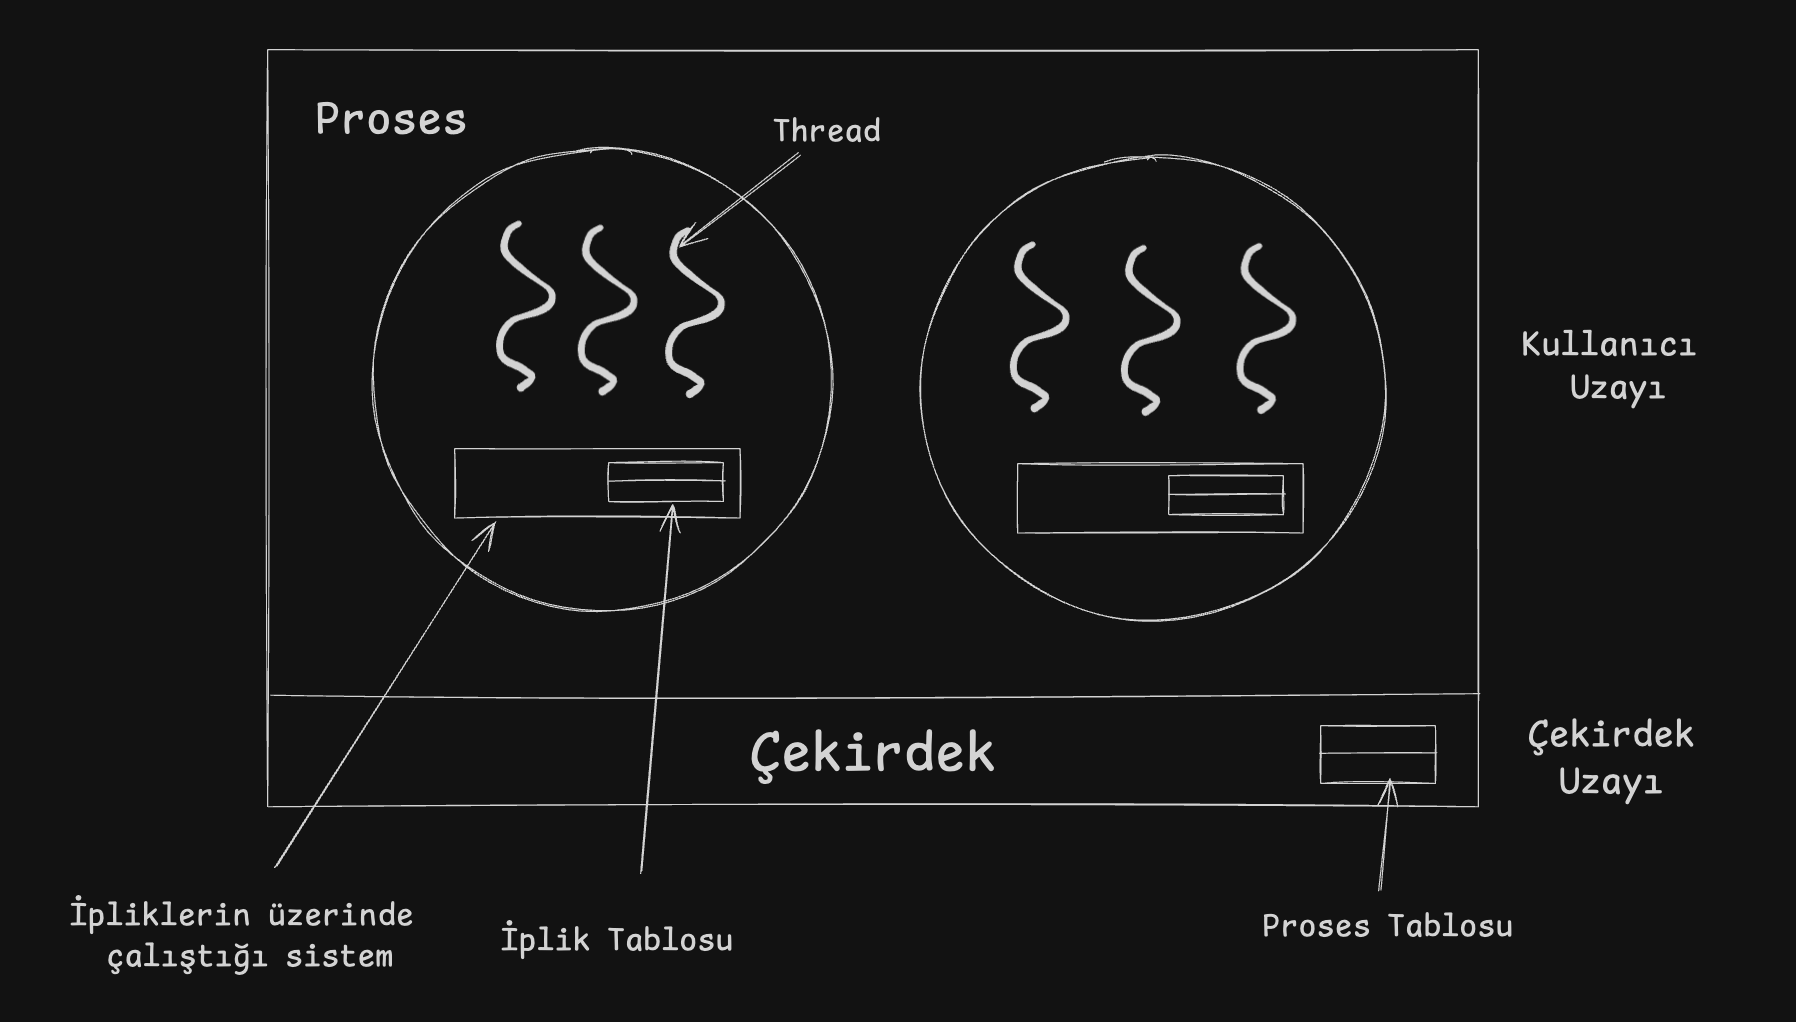 Proses
Thread
Kullanıcı
Uzayı
Çekirdek
Çekirdek
Uzayı
İpliklerin üzerinde
çalıştığı sistem
İplik Tablosu
Proses Tablosu